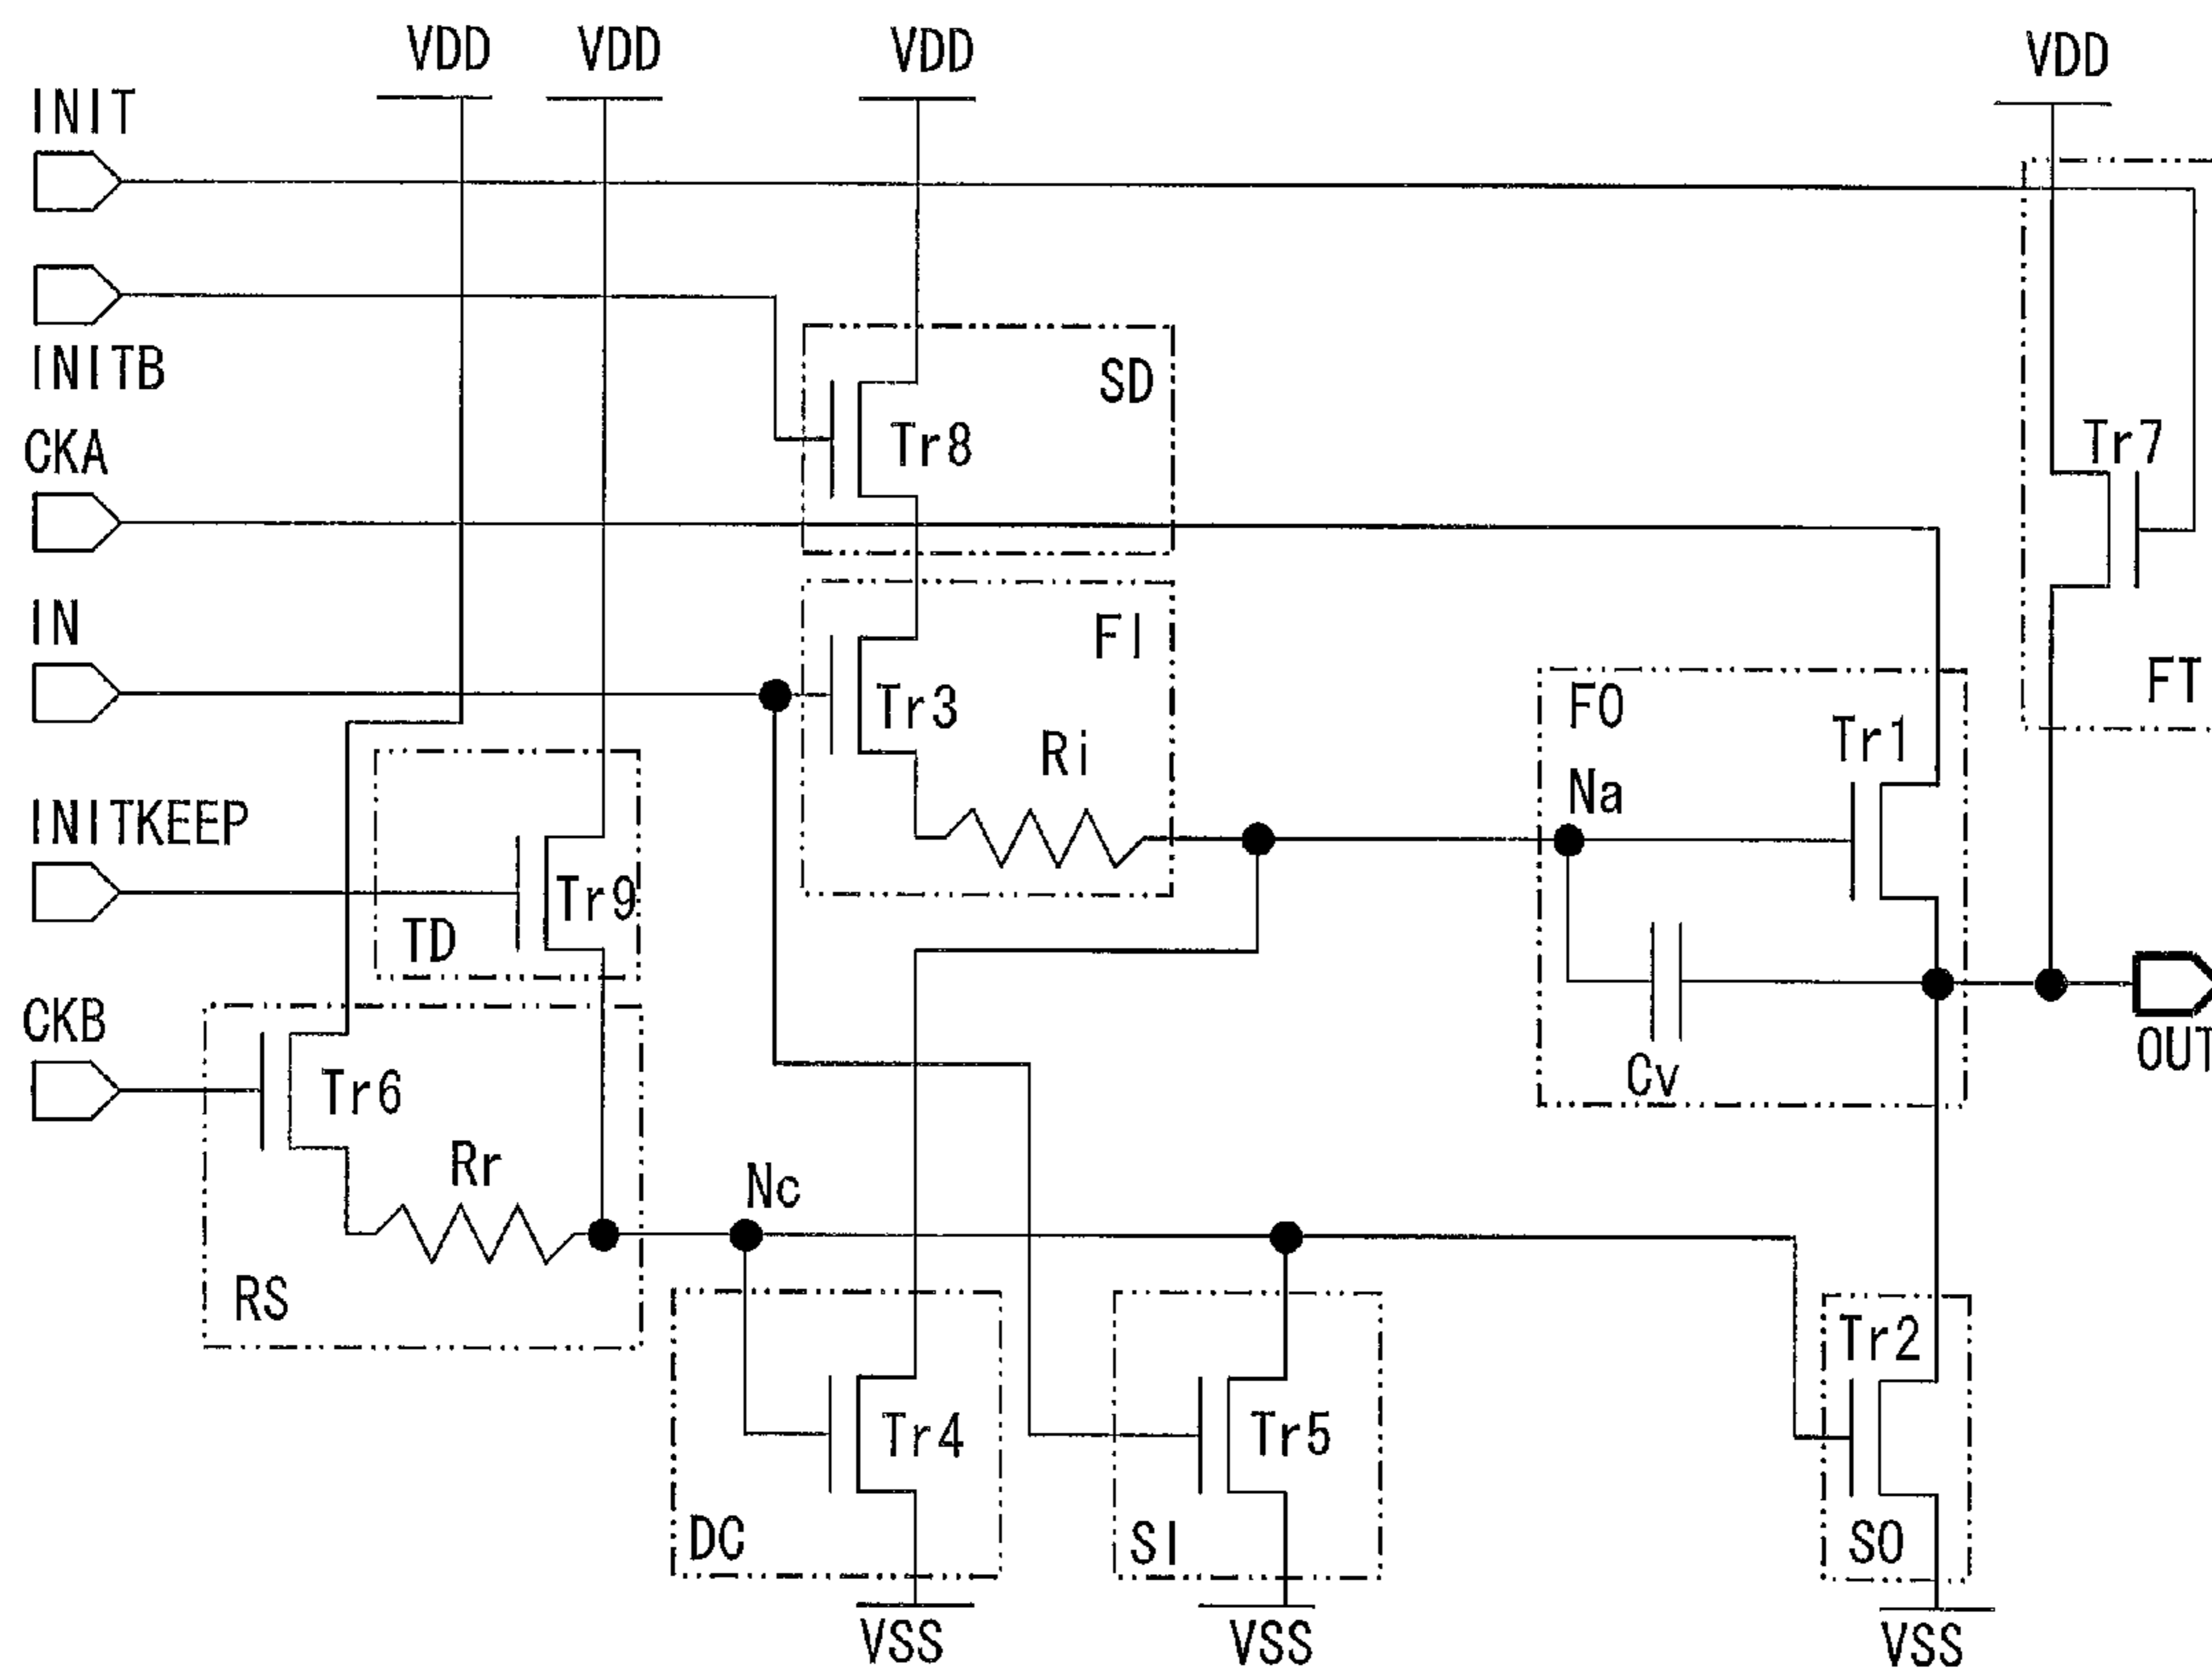 VDD VDD VDD VDD
INIT
INITB
SD
CKA
Tr8
Tr7
IN
FI
FT
Tr3
FO
Tr1
Ri
Na
INITKEEP
Tr9
TD
CKB
OUT
Tr6
Cv
Rr
Nc
RS
Tr2
Tr4
Tr5
DC
SI
SO
VSS VSS VSS